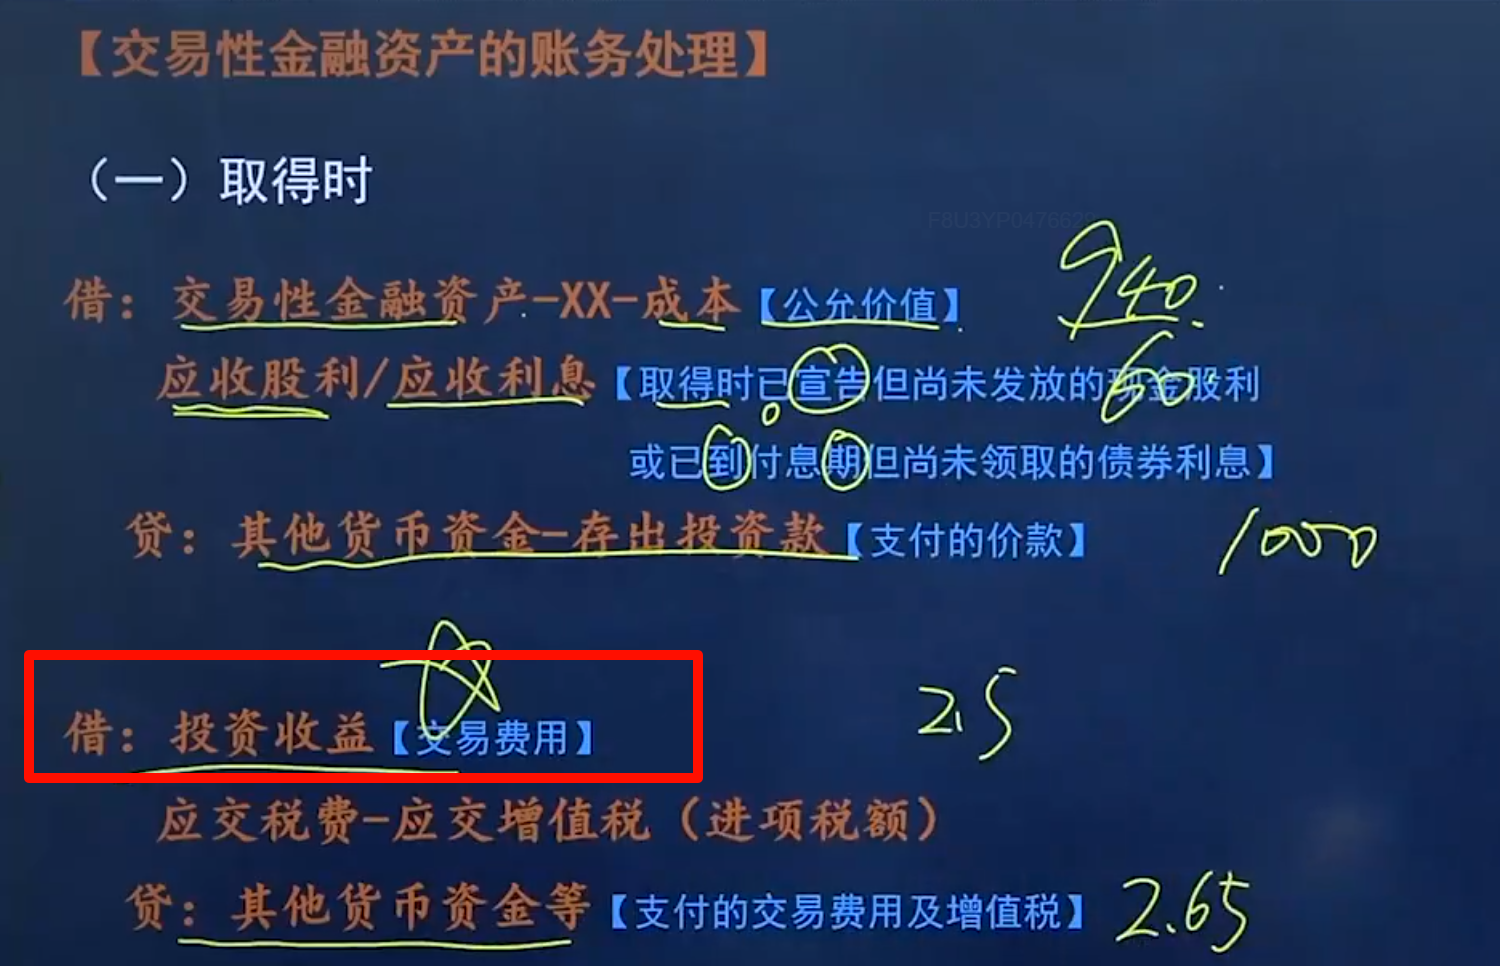 【交易性金融资产的账务处理】
（一）取得时
F8U3YP047662
940.
借：交易性金融资产-XX-成本【公允价值】
应收股利/应收利息【取得时已宣告但尚未发放的现金股利 60
或已到付息期但尚未领取的债券利息】
贷：其他货币资金-存出投资款【支付的价款】 1000
借：投资收益【交易费用】 2.5
应交税费-应交增值税（进项税额）
贷：其他货币资金等【支付的交易费用及增值税】 2.65